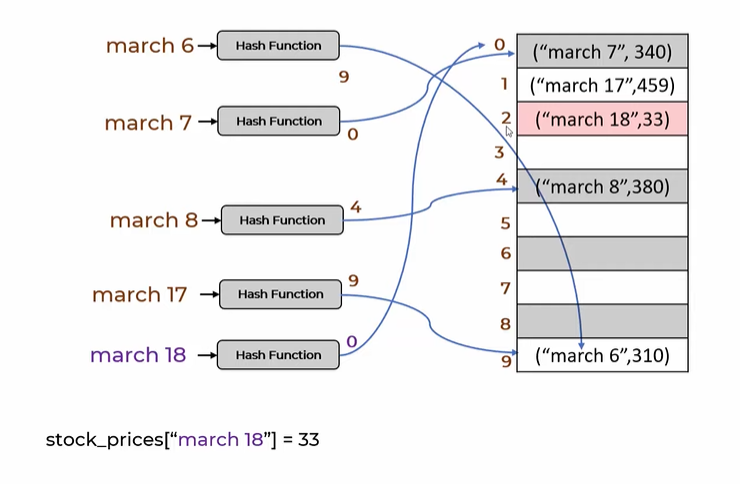 march 6
Hash Function
9
march 7
Hash Function
0
march 8
Hash Function
4
march 17
Hash Function
9
march 18
Hash Function
0
0
("march 7", 340)
1
("march 17",459)
2
("march 18",33)
3
4
("march 8",380)
5
6
7
8
9
("march 6",310)
stock_prices["march 18"] = 33